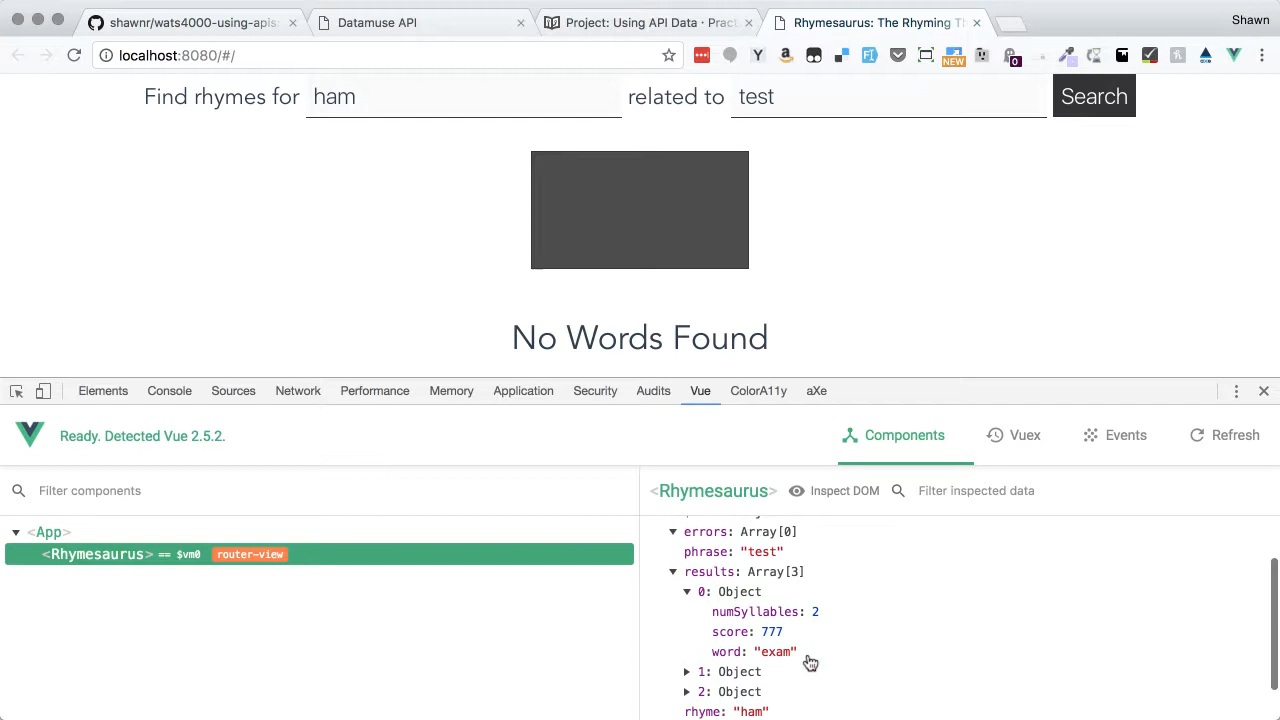 shawnr/wats4000-using-apis: Datamuse API Project: Using API Data · Pract Rhymesaurus: The Rhyming Th Shawn
localhost:8080/#/ NEW 0
Find rhymes for ham related to test Search
No Words Found
Elements Console Sources Network Performance Memory Security Application Audits Vue ColorA11y aXe
Ready. Detected Vue 2.5.2. Components Vuex Events Refresh
Filter components <Rhymesaurus> Inspect DOM Filter inspected data
<App>
<Rhymesaurus> == $vm0 router-view
errors: Array[0]
phrase: "test"
results: Array[3]
0: Object
numSyllables: 2
score: 777
word: "exam"
1: Object
2: Object
rhyme: "ham"